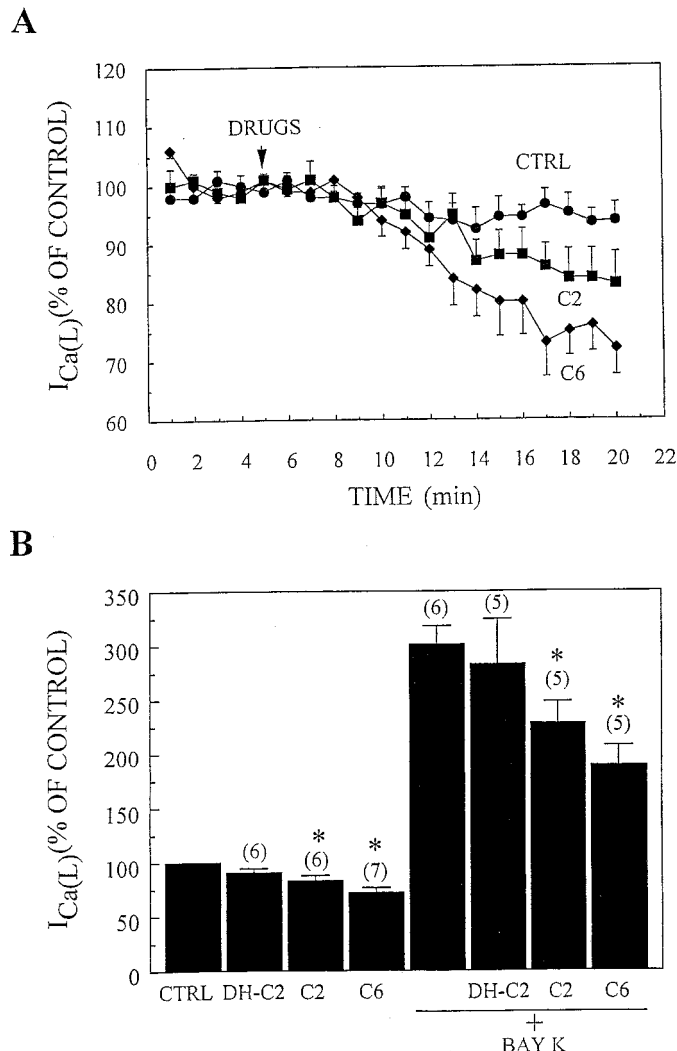 A
I_Ca(L) (% OF CONTROL)
120
110
100
90
80
70
60
DRUGS
CTRL
C2
C6
0 2 4 6 8 10 12 14 16 18 20 22
TIME (min)
B
I_Ca(L) (% OF CONTROL)
350
300
250
200
150
100
50
0
(6) (5)
* (5)
* (5)
(6) * (6) * (7)
CTRL DH-C2 C2 C6 DH-C2 C2 C6
+
BAY K